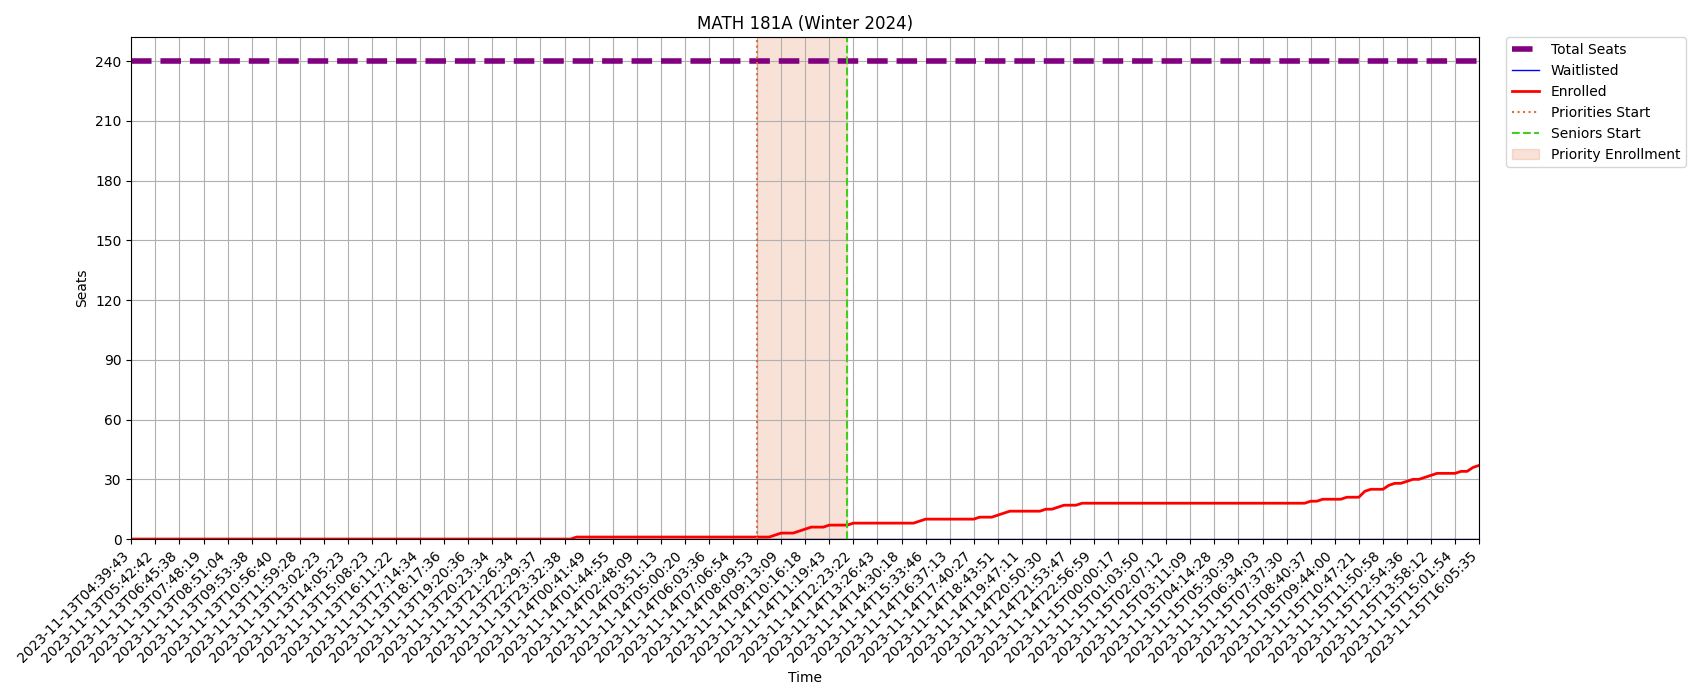 MATH 181A (Winter 2024)
Total Seats
Waitlisted
Enrolled
Priorities Start
Seniors Start
Priority Enrollment
Seats
240
210
180
150
120
90
60
30
0
2023-11-13T04:39:43
2023-11-13T05:42:42
2023-11-13T06:45:38
2023-11-13T07:48:19
2023-11-13T08:51:04
2023-11-13T09:53:38
2023-11-13T10:56:40
2023-11-13T11:59:28
2023-11-13T13:02:23
2023-11-13T14:05:23
2023-11-13T15:08:23
2023-11-13T16:11:22
2023-11-13T17:14:34
2023-11-13T18:17:36
2023-11-13T19:20:36
2023-11-13T20:23:34
2023-11-13T21:26:34
2023-11-13T22:29:37
2023-11-13T23:32:38
2023-11-14T00:41:49
2023-11-14T01:44:55
2023-11-14T02:48:09
2023-11-14T03:51:13
2023-11-14T05:00:20
2023-11-14T06:03:36
2023-11-14T07:06:54
2023-11-14T08:09:53
2023-11-14T09:13:09
2023-11-14T10:16:18
2023-11-14T11:19:43
2023-11-14T12:23:22
2023-11-14T13:26:43
2023-11-14T14:30:18
2023-11-14T15:33:46
2023-11-14T16:37:13
2023-11-14T17:40:27
2023-11-14T18:43:51
2023-11-14T19:47:11
2023-11-14T20:50:30
2023-11-14T21:53:47
2023-11-14T22:56:59
2023-11-15T00:00:17
2023-11-15T01:03:50
2023-11-15T02:07:12
2023-11-15T03:11:09
2023-11-15T04:14:28
2023-11-15T05:30:39
2023-11-15T06:34:03
2023-11-15T07:37:30
2023-11-15T08:40:37
2023-11-15T09:44:00
2023-11-15T10:47:21
2023-11-15T11:50:58
2023-11-15T12:54:36
2023-11-15T13:58:12
2023-11-15T15:01:54
2023-11-15T16:05:35
Time